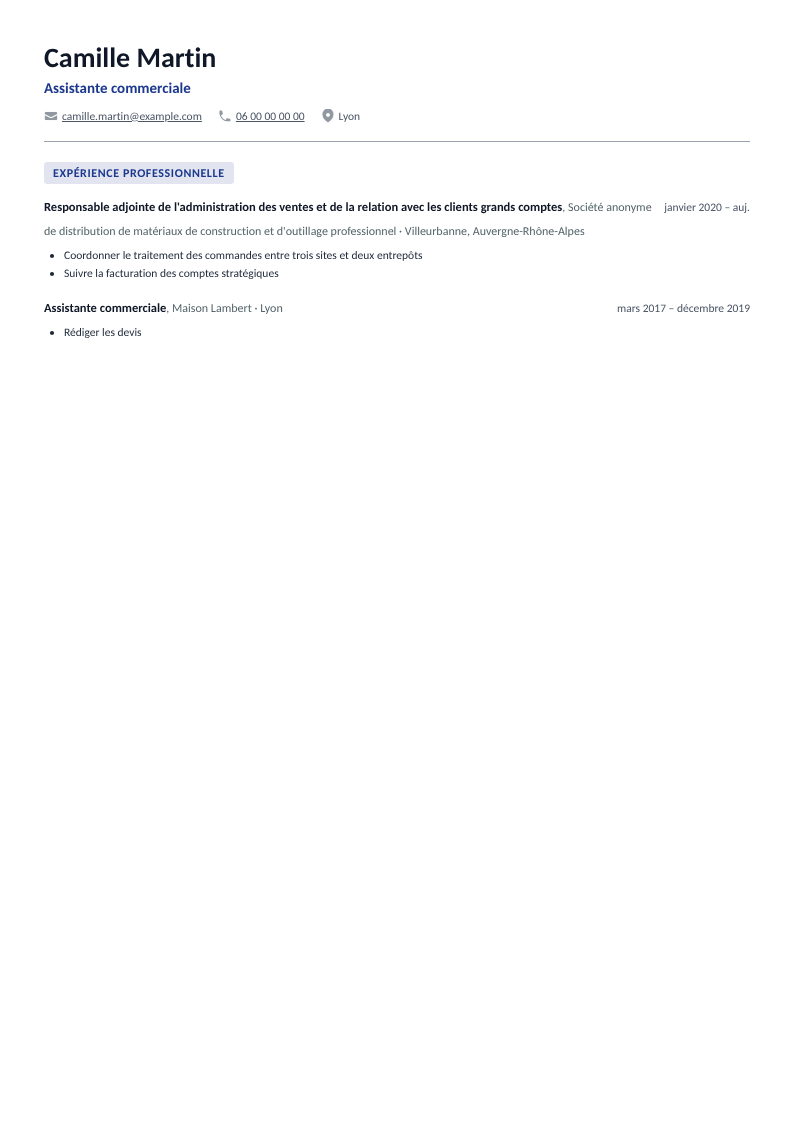 Camille Martin
Assistante commerciale
camille.martin@example.com 06 00 00 00 00 Lyon
EXPÉRIENCE PROFESSIONNELLE
Responsable adjointe de l'administration des ventes et de la relation avec les clients grands comptes, Société anonyme janvier 2020 – auj.
de distribution de matériaux de construction et d'outillage professionnel · Villeurbanne, Auvergne-Rhône-Alpes
• Coordonner le traitement des commandes entre trois sites et deux entrepôts
• Suivre la facturation des comptes stratégiques
Assistante commerciale, Maison Lambert · Lyon mars 2017 – décembre 2019
• Rédiger les devis